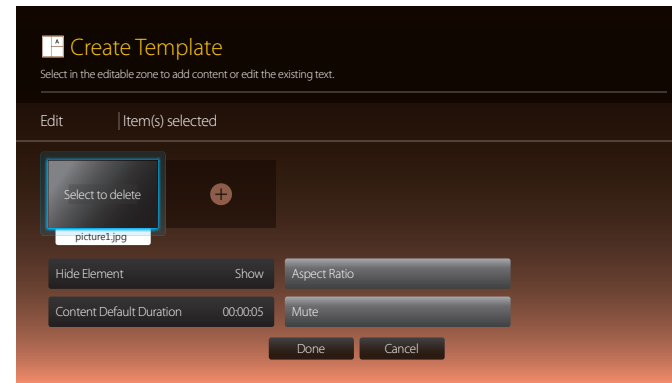 A
Create Template
Select in the editable zone to add content or edit the existing text.
Edit Item(s) selected
Select to delete
picture1.jpg
Hide Element Show Aspect Ratio
Content Default Duration 00:00:05 Mute
Done Cancel